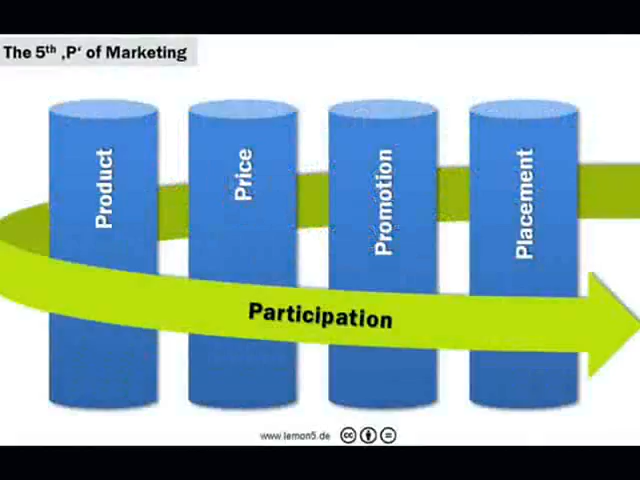 The 5th ‚P‘ of Marketing
Product
Price
Promotion
Placement
Participation
www.lemon5.de